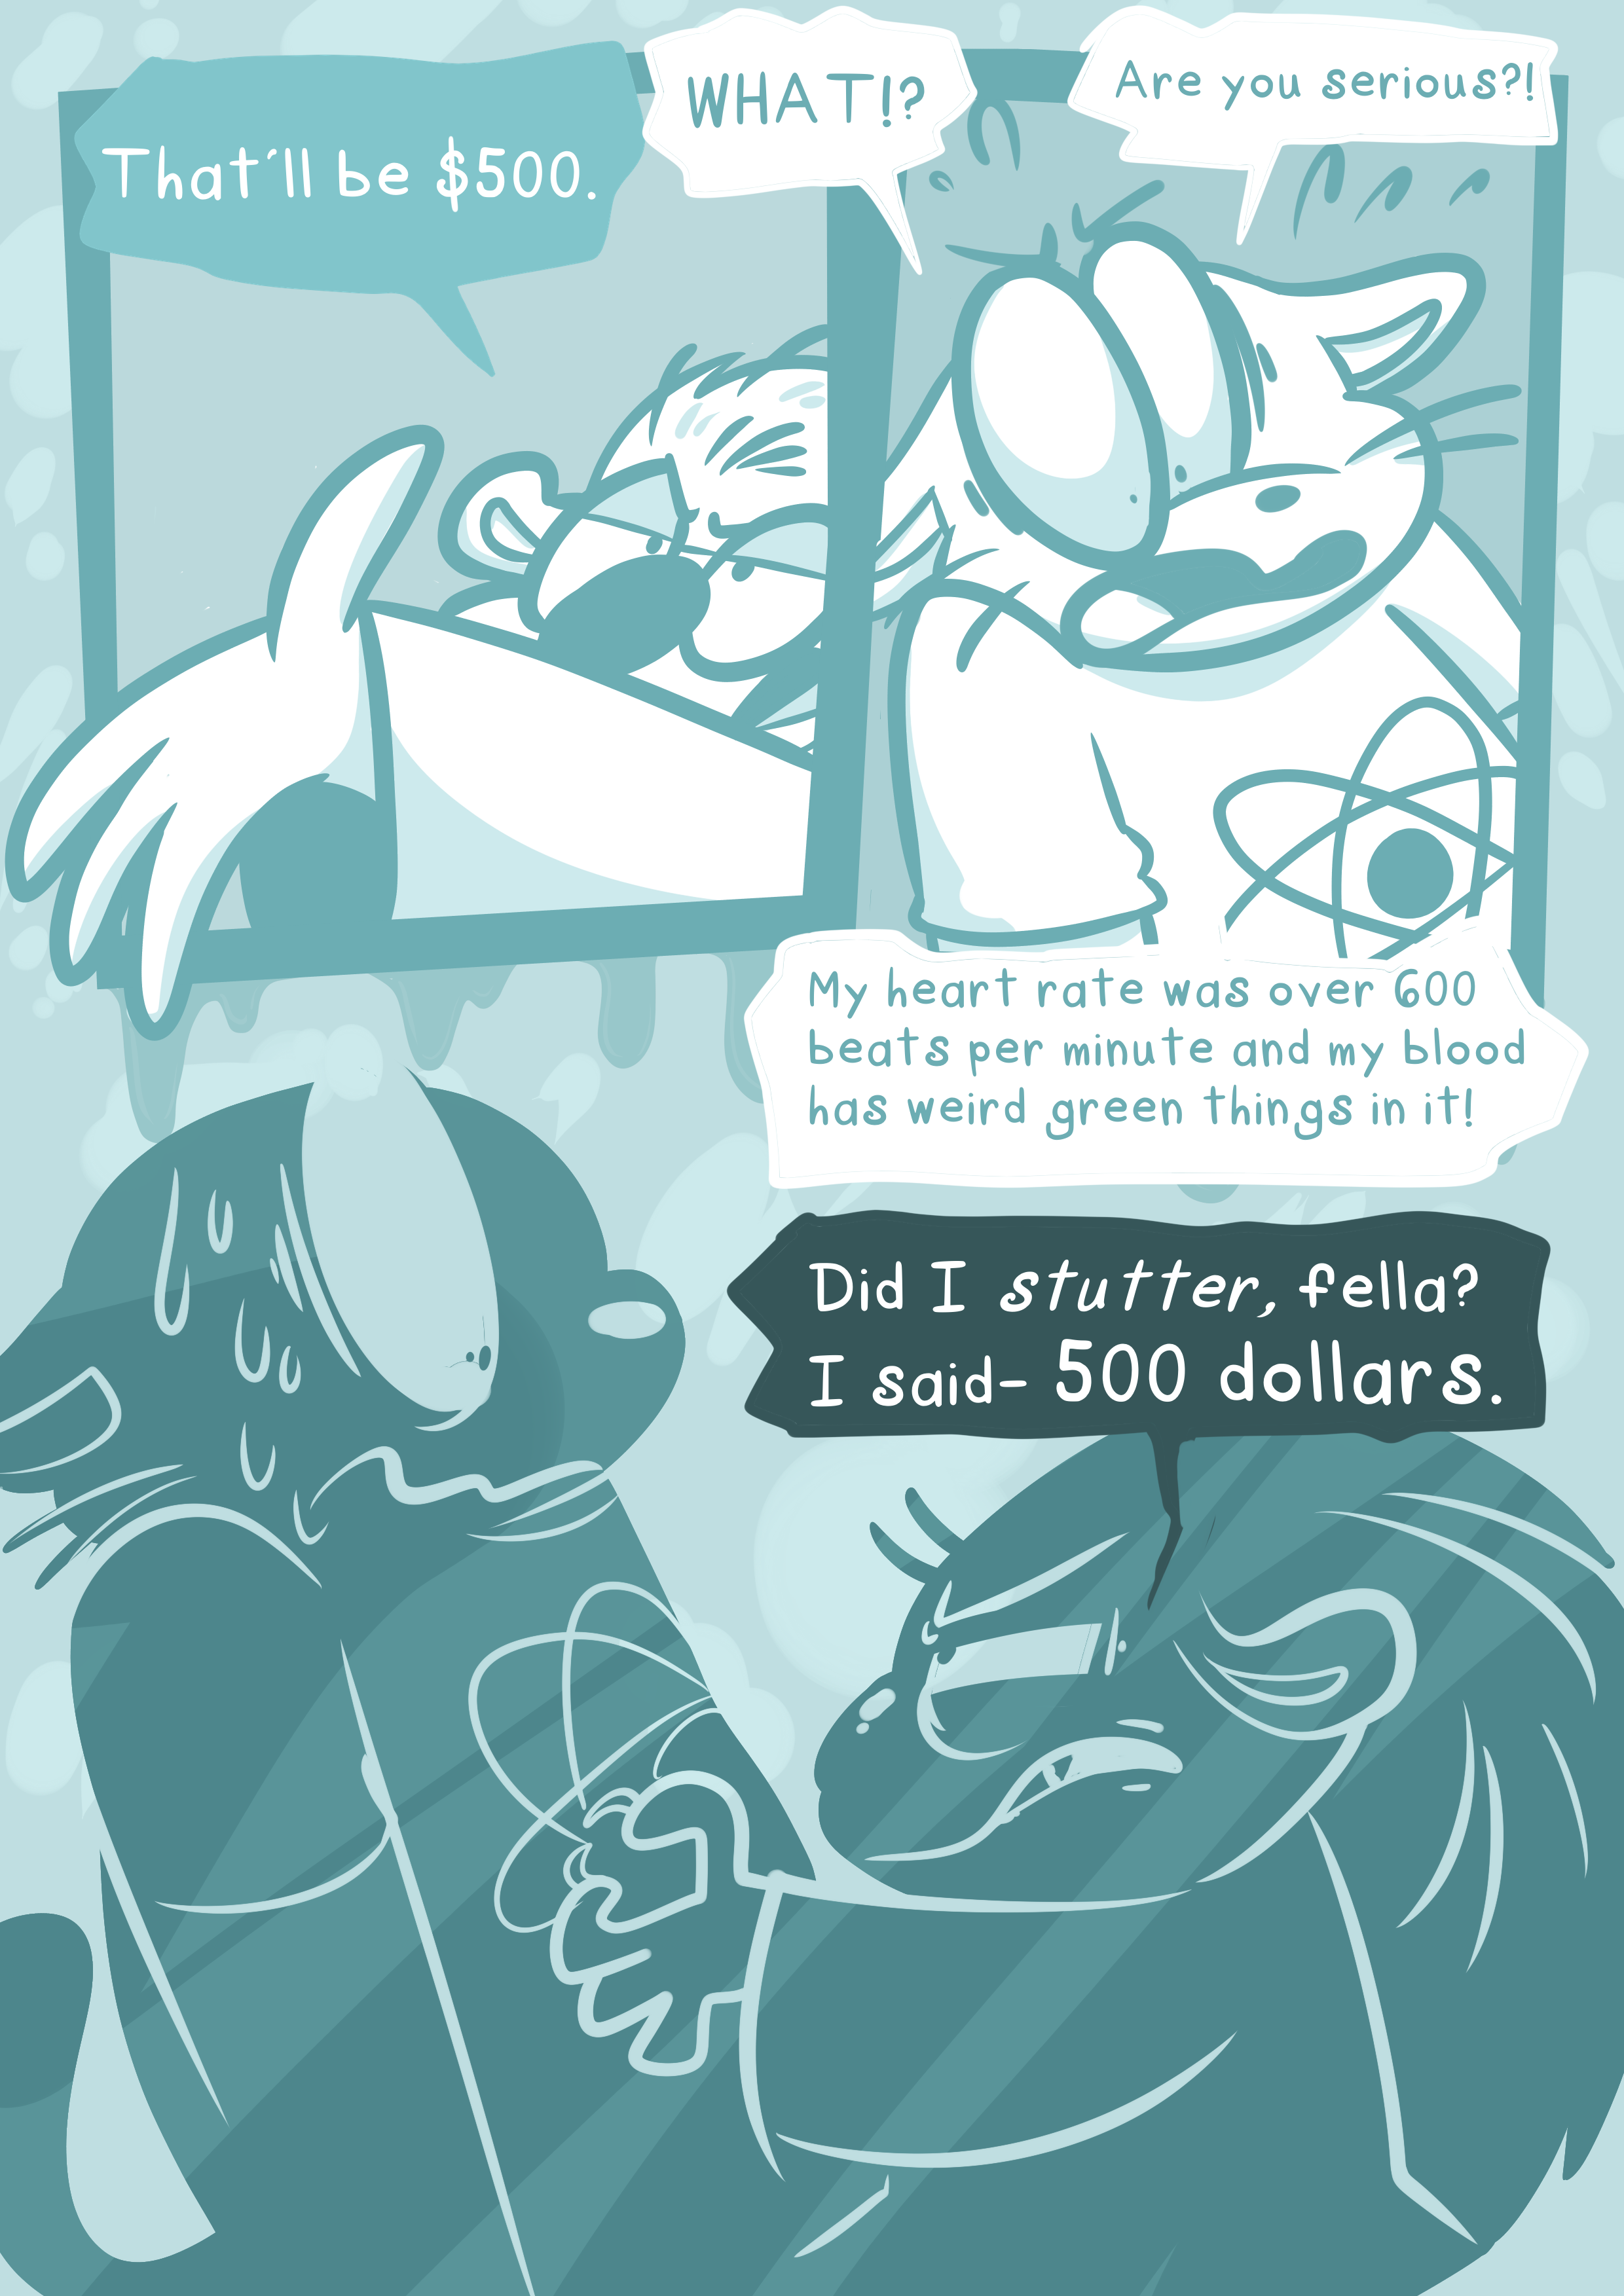 That'll be $500.
WHAT!?
Are you serious?!
My heart rate was over 600
beats per minute and my blood
has weird green things in it!
Did I stutter, fella?
I said- 500 dollars.